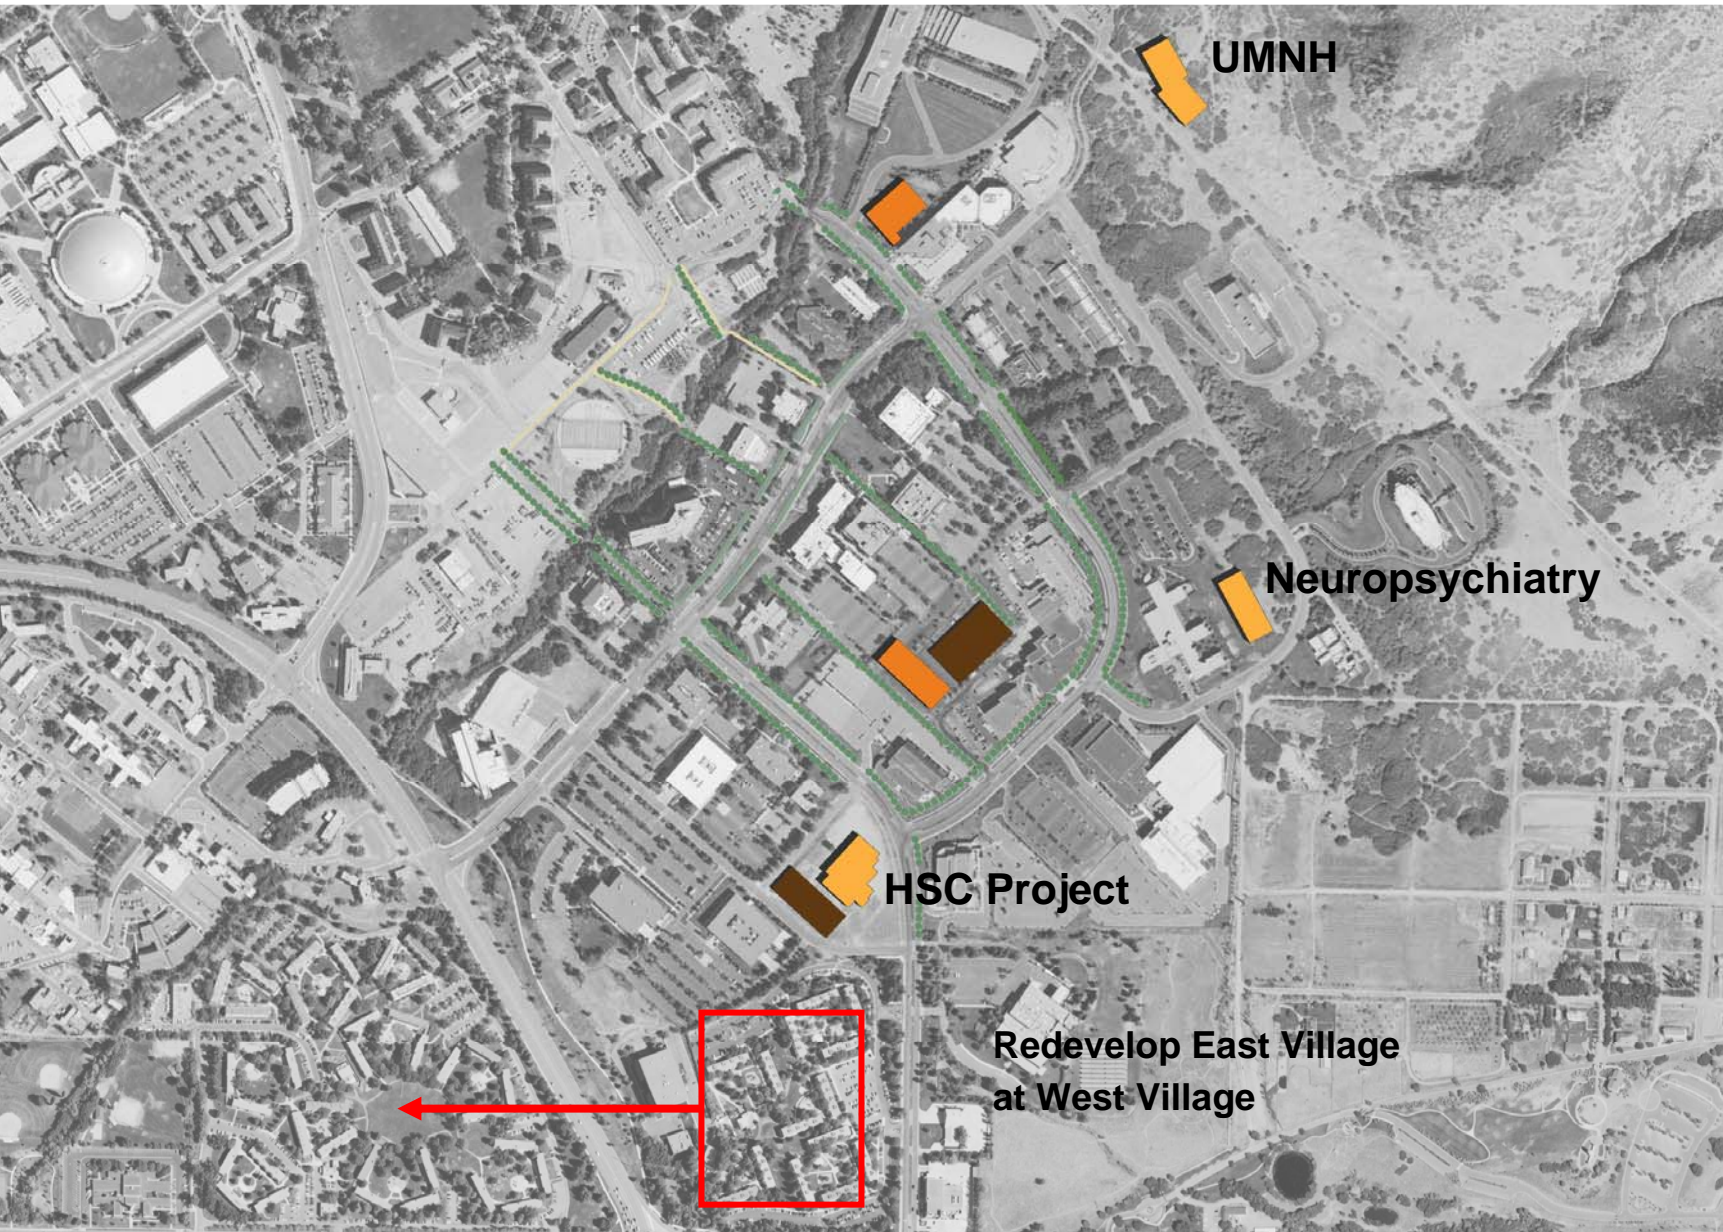 UMNH
Neuropsychiatry
HSC Project
Redevelop East Village
at West Village